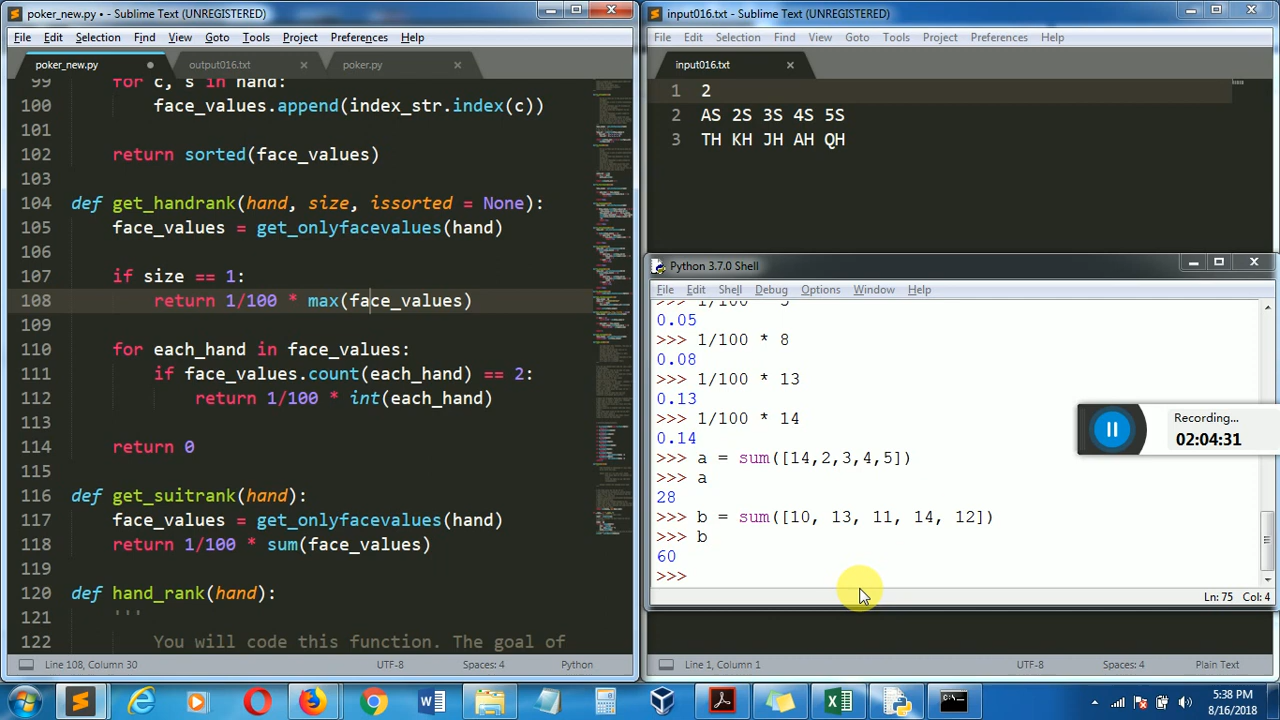 poker_new.py • - Sublime Text (UNREGISTERED)
File Edit Selection Find View Goto Tools Project Preferences Help
poker_new.py output016.txt poker.py
99 for c, s in hand:
100 face_values.append(index_str.index(c))
101
102 return sorted(face_values)
103
104 def get_handrank(hand, size, issorted = None):
105 face_values = get_onlyfacevalues(hand)
106
107 if size == 1:
108 return 1/100 * max(face_values)
109
110 for each_hand in face_values:
111 if face_values.count(each_hand) == 2:
112 return 1/100 * int(each_hand)
113
114 return 0
115
116 def get_suitrank(hand):
117 face_values = get_onlyfacevalues(hand)
118 return 1/100 * sum(face_values)
119
120 def hand_rank(hand):
121 '''
122 You will code this function. The goal of
Line 108, Column 30 UTF-8 Spaces: 4 Python
input016.txt - Sublime Text (UNREGISTERED)
File Edit Selection Find View Goto Tools Project Preferences Help
input016.txt
1 2
2 1S 2S 3S 4S 5S
3 TH KH JH AH QH
Python 3.7.0 Shell
File Edit Shell Debug Options Window Help
0.05
>>> 1/100 *
0.08
>>> 1/100 *
0.13
>>> 1/100 * 14
0.14
>>> a = sum([14,2,3,4,5])
>>> a
28
>>> = sum([10, 13, 11, 14, 12])
>>> b
60
>>>
Ln: 75 Col: 4
Recording...
02:04:31
Line 1, Column 1 UTF-8 Spaces: 4 Plain Text
5:38 PM
8/16/2018